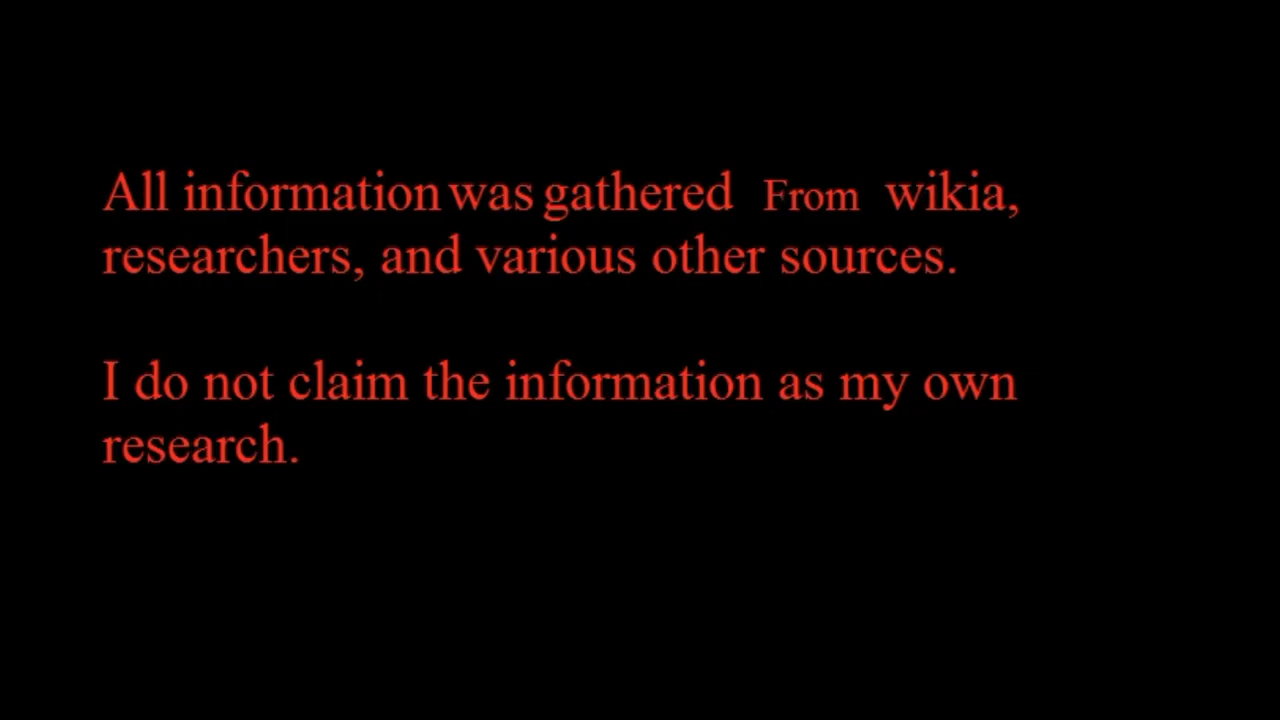 All information was gathered From wikia,
researchers, and various other sources.
I do not claim the information as my own
research.